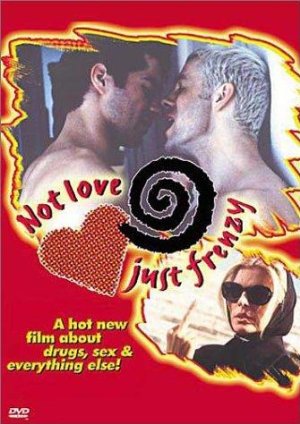 Not love
just frenzy
A hot new
film about
drugs, sex &
everything else!
DVD